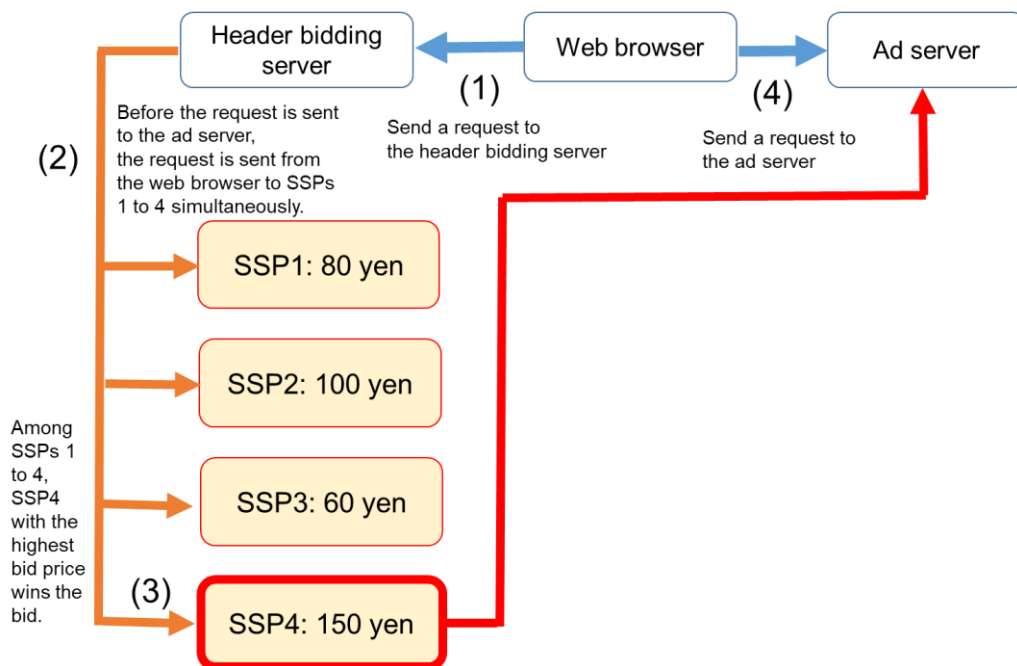 Header bidding
server
Web browser
Ad server
(1)
(4)
Send a request to
the header bidding server
Send a request to
the ad server
(2)
Before the request is sent
to the ad server,
the request is sent from
the web browser to SSPs
1 to 4 simultaneously.
SSP1: 80 yen
SSP2: 100 yen
SSP3: 60 yen
Among
SSPs 1
to 4,
SSP4
with the
highest
bid price
wins the
bid.
(3)
SSP4: 150 yen